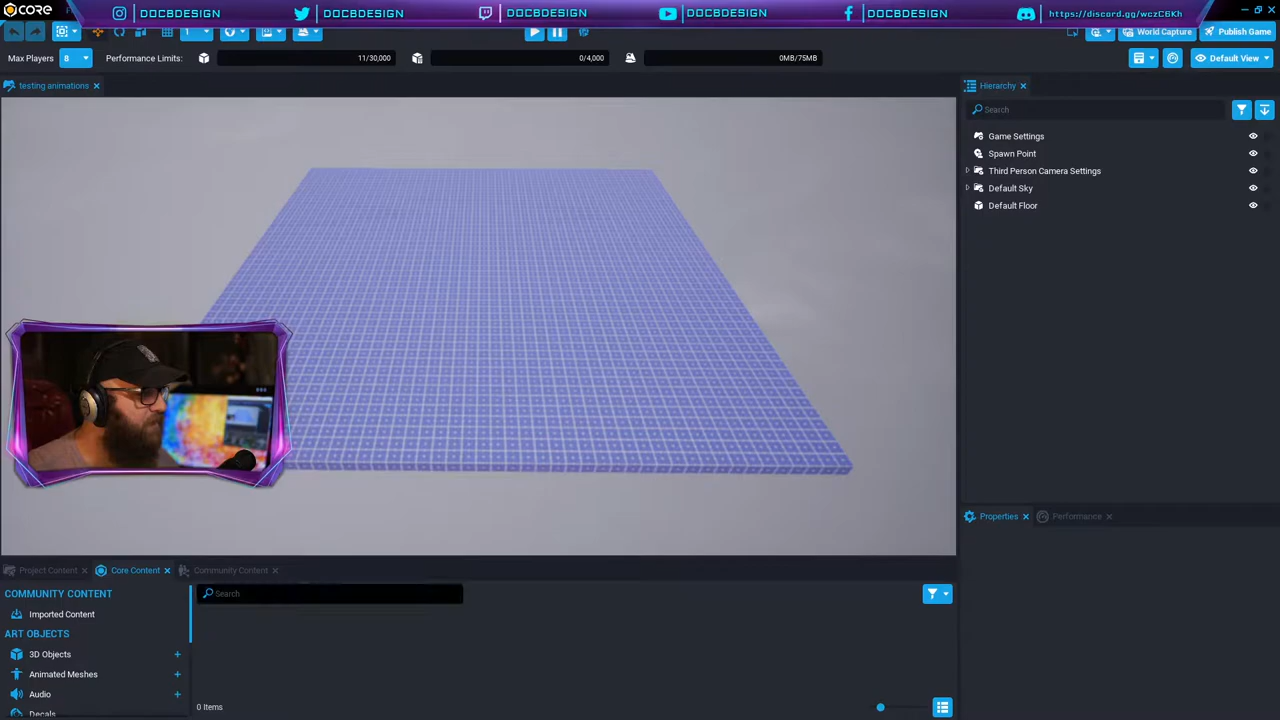 CORE
DOCBDESIGN
DOCBDESIGN
DOCBDESIGN
DOCBDESIGN
DOCBDESIGN
https://discord.gg/wczC6Kh
1
World Capture
Publish Game
Max Players
8
Performance Limits:
11/30,000
0/4,000
0MB/75MB
Default View
testing animations
Hierarchy
Search
Game Settings
Spawn Point
Third Person Camera Settings
Default Sky
Default Floor
Properties
Performance
Project Content
Core Content
Community Content
COMMUNITY CONTENT
Search
Imported Content
ART OBJECTS
3D Objects
Animated Meshes
Audio
Decals
0 Items